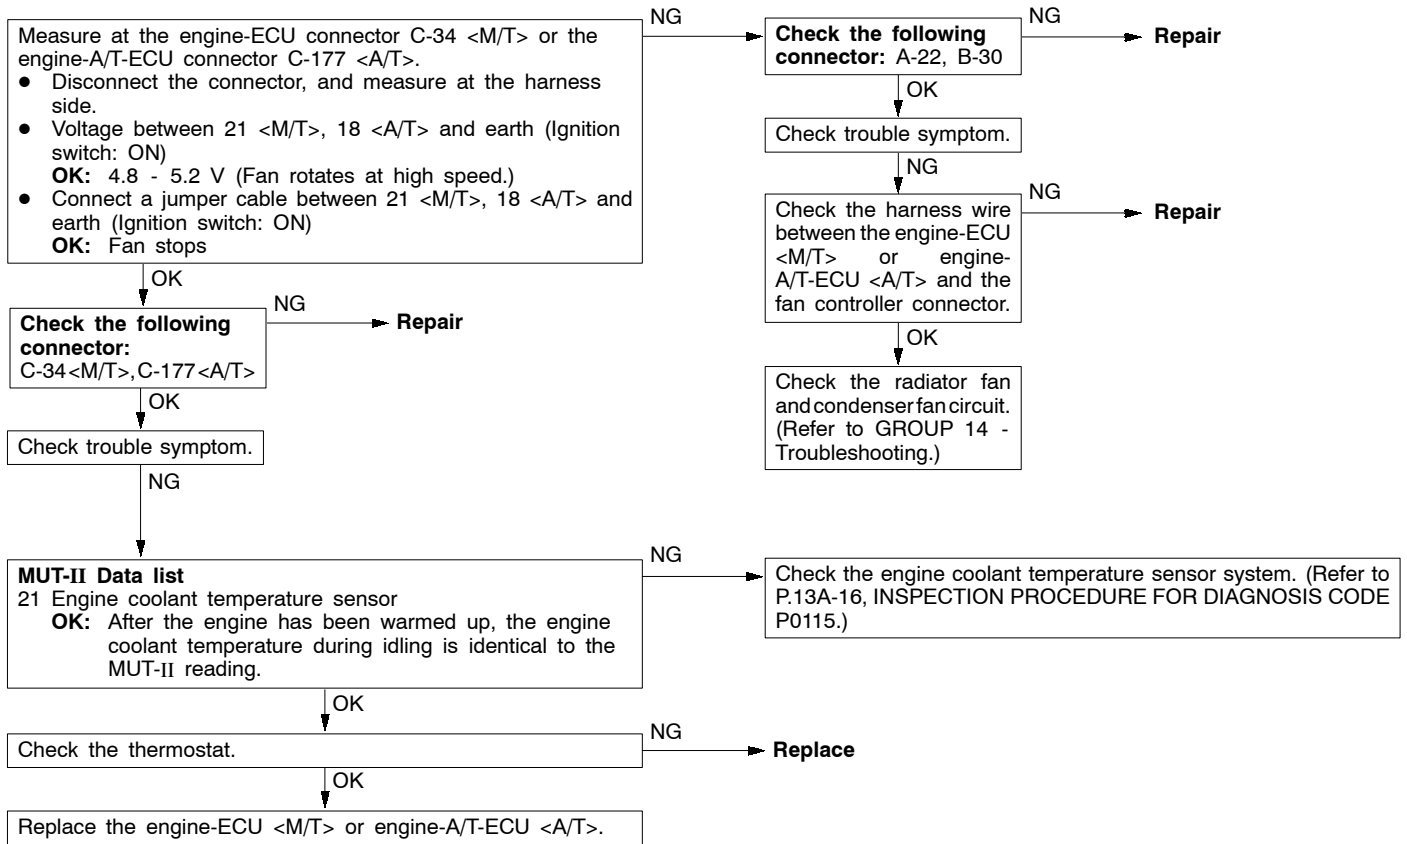 Measure at the engine-ECU connector C-34 <M/T> or the
engine-A/T-ECU connector C-177 <A/T>.
● Disconnect the connector, and measure at the harness
side.
● Voltage between 21 <M/T>, 18 <A/T> and earth (Ignition
switch: ON)
OK: 4.8 - 5.2 V (Fan rotates at high speed.)
● Connect a jumper cable between 21 <M/T>, 18 <A/T> and
earth (Ignition switch: ON)
OK: Fan stops
NG
Check the following
connector: A-22, B-30
NG
Repair
OK
Check trouble symptom.
NG
Check the harness wire
between the engine-ECU
<M/T> or engine-
A/T-ECU <A/T> and the
fan controller connector.
NG
Repair
OK
Check the radiator fan
and condenser fan circuit.
(Refer to GROUP 14 -
Troubleshooting.)
OK
Check the following
connector:
C-34<M/T>, C-177<A/T>
NG
Repair
OK
Check trouble symptom.
NG
MUT-II Data list
21 Engine coolant temperature sensor
OK: After the engine has been warmed up, the engine
coolant temperature during idling is identical to the
MUT-II reading.
NG
Check the engine coolant temperature sensor system. (Refer to
P.13A-16, INSPECTION PROCEDURE FOR DIAGNOSIS CODE
P0115.)
OK
Check the thermostat.
NG
Replace
OK
Replace the engine-ECU <M/T> or engine-A/T-ECU <A/T>.